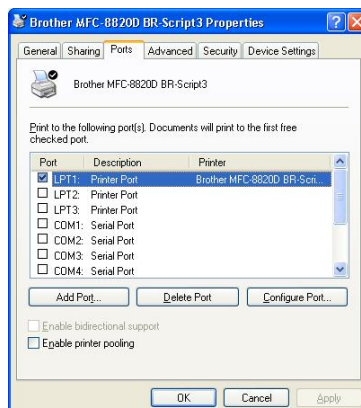 Brother MFC-8820D BR-Script3 Properties
General Sharing Ports Advanced Security Device Settings
Brother MFC-8820D BR-Script3
Print to the following port(s). Documents will print to the first free
checked port.
Port Description Printer
LPT1: Printer Port Brother MFC-8820D BR-Scri...
LPT2: Printer Port
LPT3: Printer Port
COM1: Serial Port
COM2: Serial Port
COM3: Serial Port
COM4: Serial Port
Add Port... Delete Port Configure Port...
Enable bidirectional support
Enable printer pooling
OK Cancel Apply